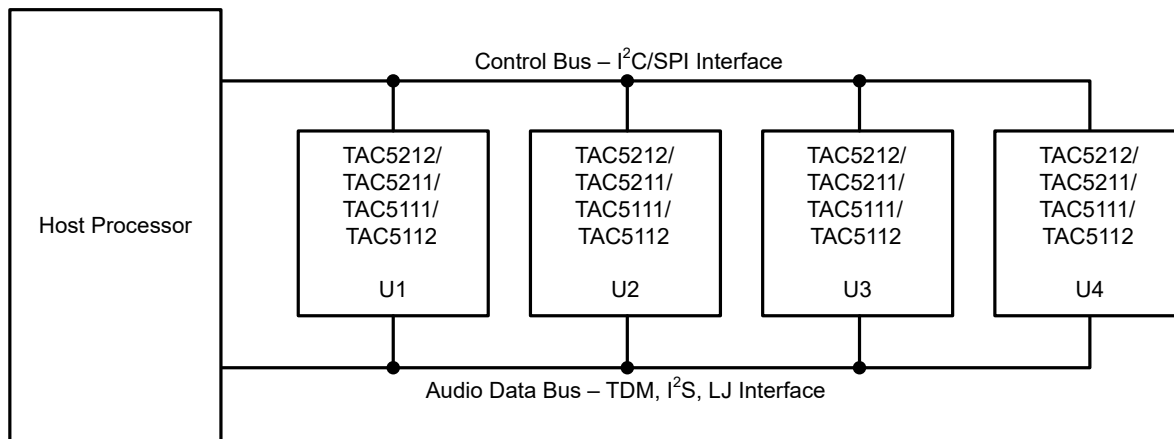 Control Bus – I²C/SPI Interface
Host Processor
TAC5212/
TAC5211/
TAC5111/
TAC5112
U1
TAC5212/
TAC5211/
TAC5111/
TAC5112
U2
TAC5212/
TAC5211/
TAC5111/
TAC5112
U3
TAC5212/
TAC5211/
TAC5111/
TAC5112
U4
Audio Data Bus – TDM, I²S, LJ Interface